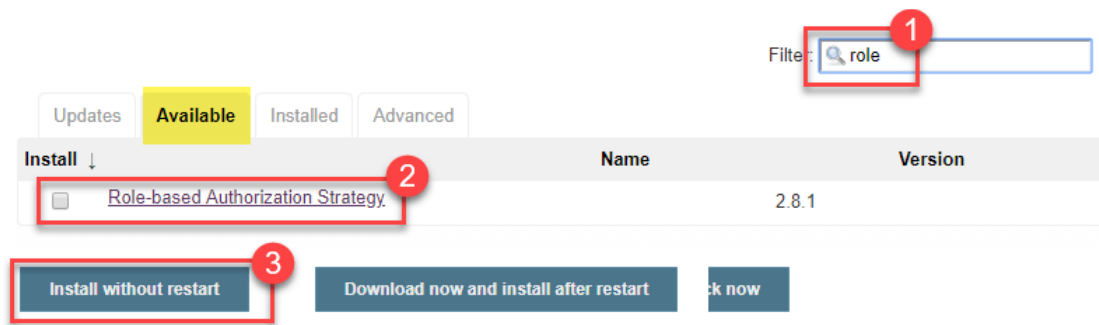 1
Filter: role
Updates Available Installed Advanced
Install ↓ Name Version
2
Role-based Authorization Strategy 2.8.1
3
Install without restart Download now and install after restart ck now